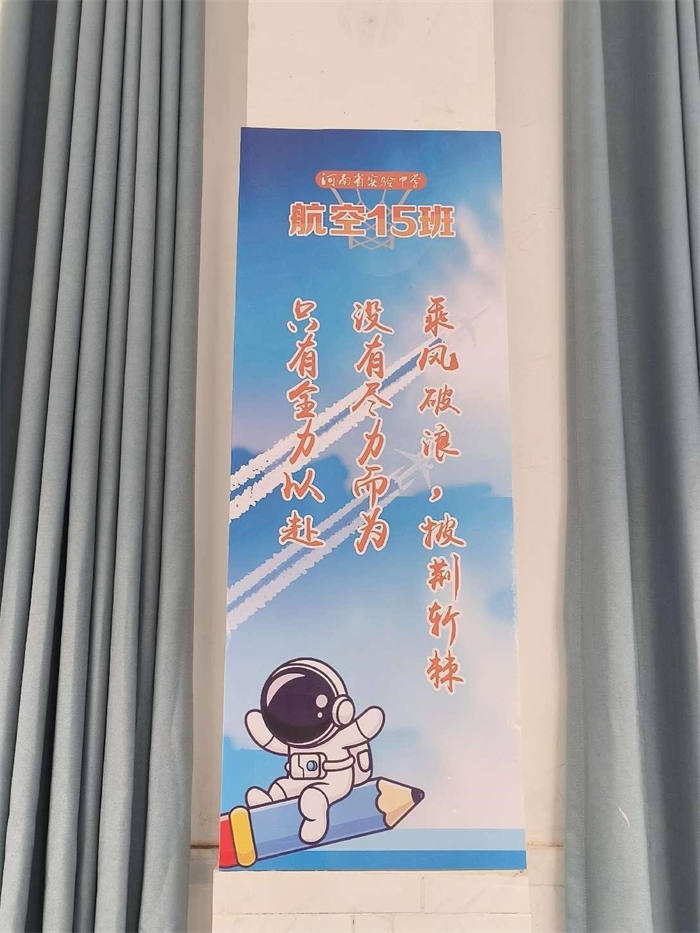 河南省实验中学
航空15班
乘风破浪，披荆斩棘
没有尽力而为
只有全力以赴